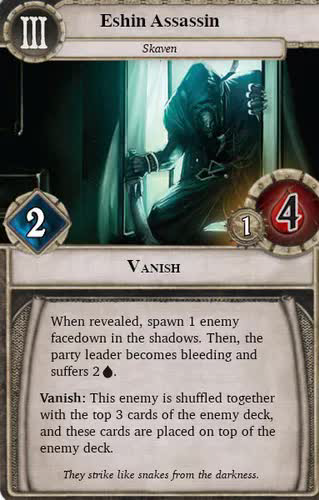 III
Eshin Assassin
Skaven
2
1
4
VANISH
When revealed, spawn 1 enemy
facedown in the shadows. Then, the
party leader becomes bleeding and
suffers 2 .
Vanish: This enemy is shuffled together
with the top 3 cards of the enemy deck,
and these cards are placed on top of the
enemy deck.
They strike like snakes from the darkness.